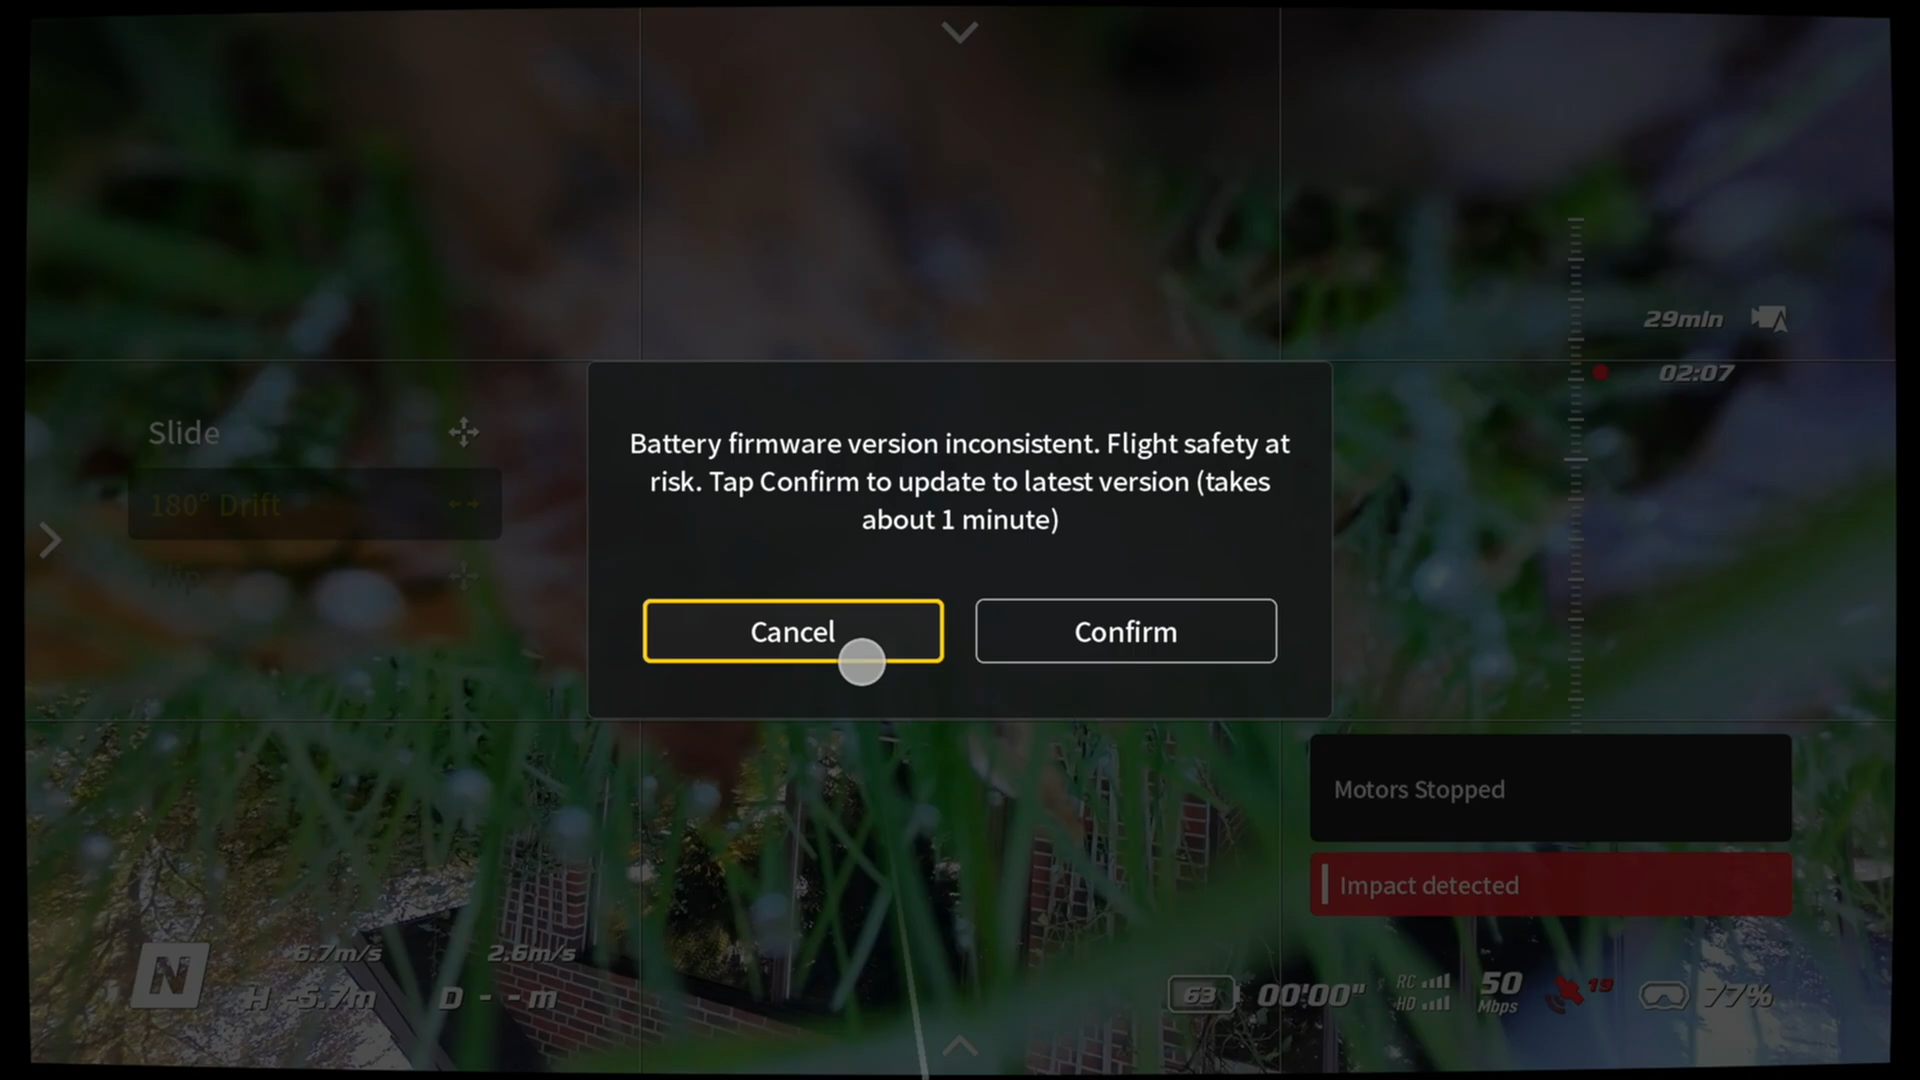 29min
02:07
Battery firmware version inconsistent. Flight safety at
risk. Tap Confirm to update to latest version (takes
about 1 minute)
Slide
180° Drift
Cancel
Confirm
Motors Stopped
Impact detected
N
6.7m/s
2.6m/s
H -5.7m
D - - m
63
00'00"
RC
HD
50
Mbps
19
77%